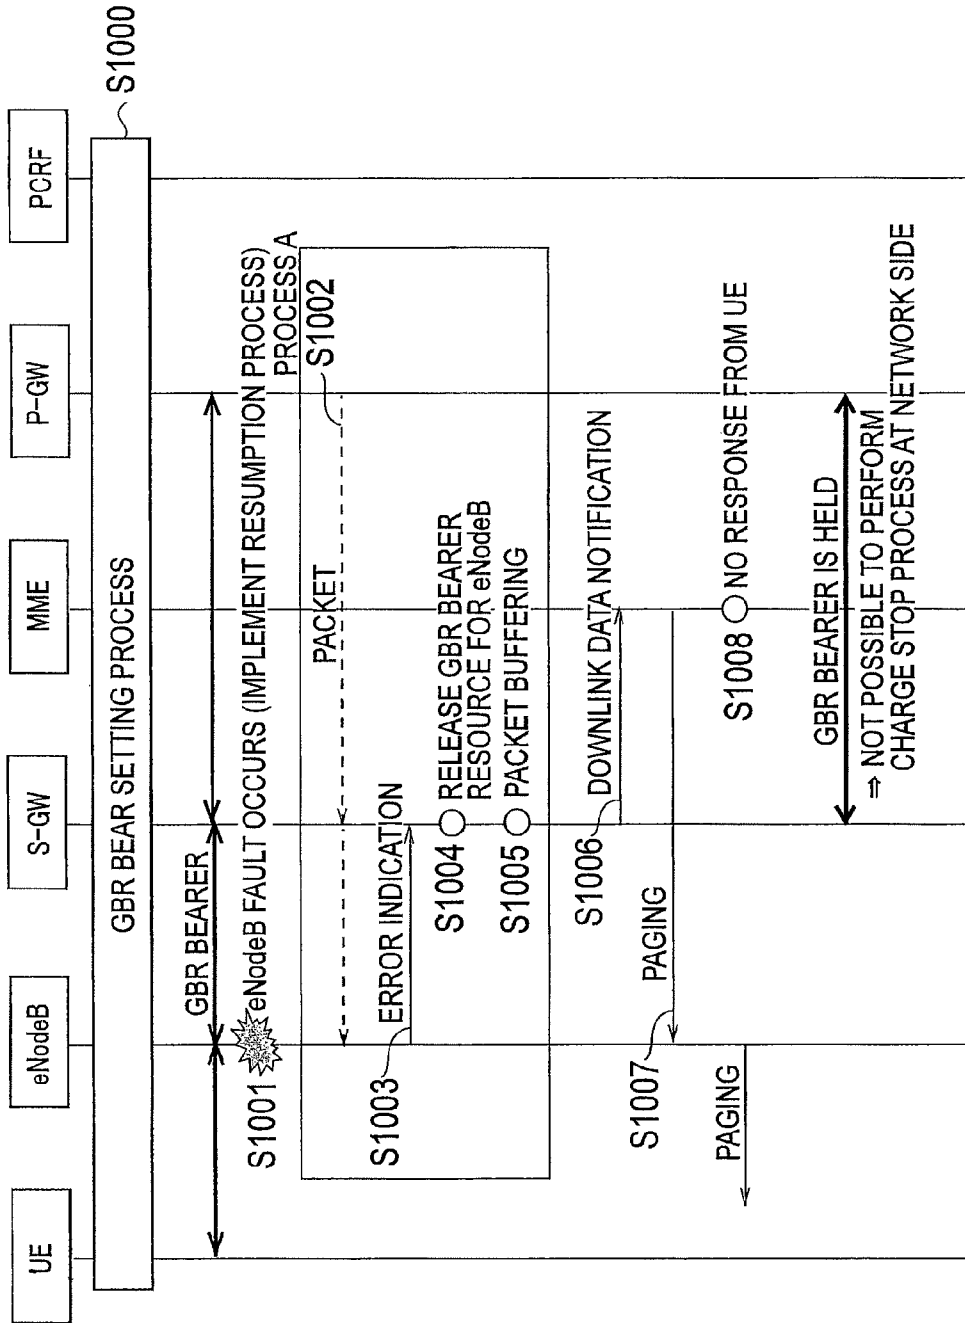 UE
eNodeB
S-GW
MME
P-GW
PCRF
GBR BEAR SETTING PROCESS
S1000
GBR BEARER
S1001
eNodeB FAULT OCCURS (IMPLEMENT RESUMPTION PROCESS)
PROCESS A
S1002
PACKET
S1003
ERROR INDICATION
S1004
RELEASE GBR BEARER
RESOURCE FOR eNodeB
S1005
PACKET BUFFERING
S1006
DOWNLINK DATA NOTIFICATION
S1007
PAGING
PAGING
S1008
NO RESPONSE FROM UE
GBR BEARER IS HELD
⇒ NOT POSSIBLE TO PERFORM
CHARGE STOP PROCESS AT NETWORK SIDE